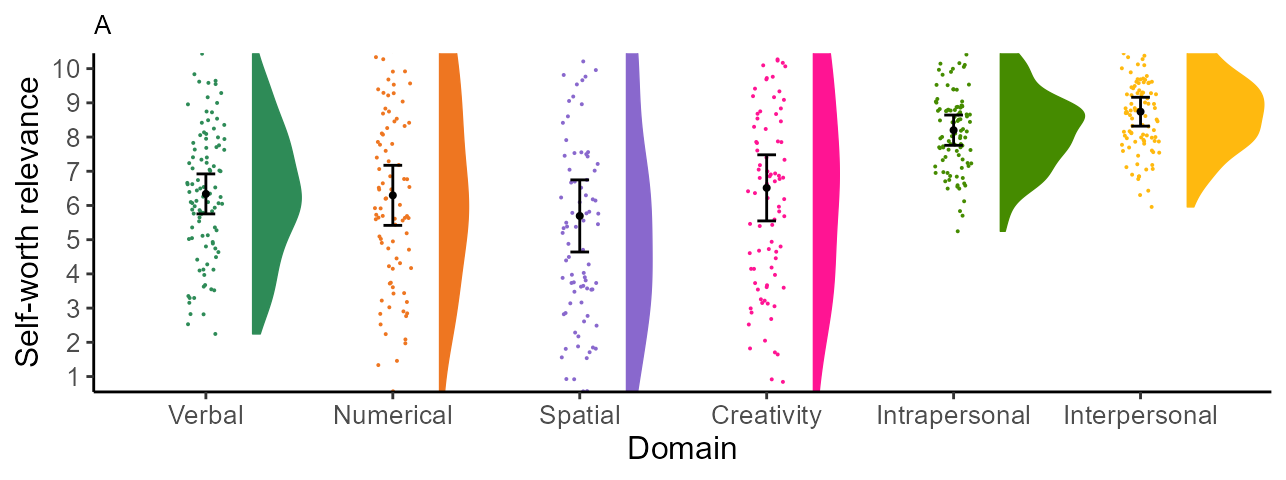 A
Self-worth relevance
10
9
8
7
6
5
4
3
2
1
Verbal Numerical Spatial Creativity Intrapersonal Interpersonal
Domain